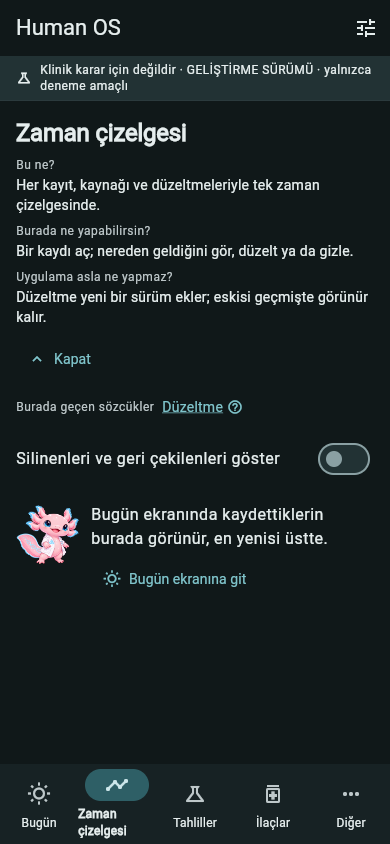 Human OS
Klinik karar için değildir · GELİŞTİRME SÜRÜMÜ · yalnızca
deneme amaçlı
Zaman çizelgesi
Bu ne?
Her kayıt, kaynağı ve düzeltmeleriyle tek zaman
çizelgesinde.
Burada ne yapabilirsin?
Bir kaydı aç; nereden geldiğini gör, düzelt ya da gizle.
Uygulama asla ne yapmaz?
Düzeltme yeni bir sürüm ekler; eskisi geçmişte görünür
kalır.
Kapat
Burada geçen sözcükler Düzeltme
Silinenleri ve geri çekilenleri göster
Bugün ekranında kaydettiklerin
burada görünür, en yenisi üstte.
Bugün ekranına git
Bugün
Zaman
çizelgesi
Tahliller
İlaçlar
Diğer